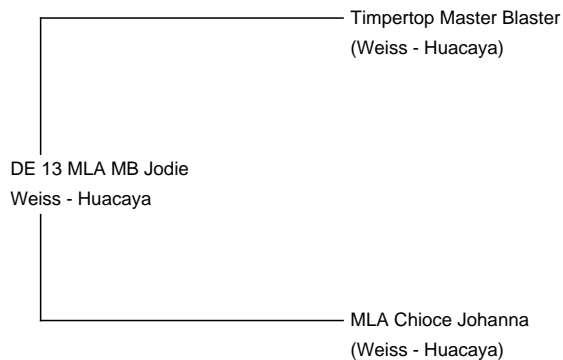 Timpertop Master Blaster
(Weiss - Huacaya)
DE 13 MLA MB Jodie
Weiss - Huacaya
MLA Chioce Johanna
(Weiss - Huacaya)